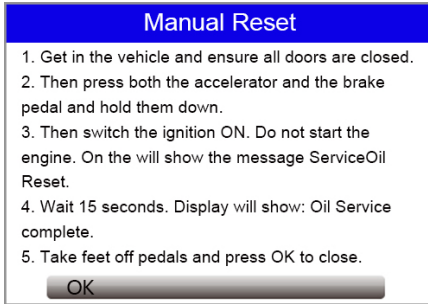 Manual Reset
1. Get in the vehicle and ensure all doors are closed.
2. Then press both the accelerator and the brake
pedal and hold them down.
3. Then switch the ignition ON. Do not start the
engine. On the will show the message ServiceOil
Reset.
4. Wait 15 seconds. Display will show: Oil Service
complete.
5. Take feet off pedals and press OK to close.
OK